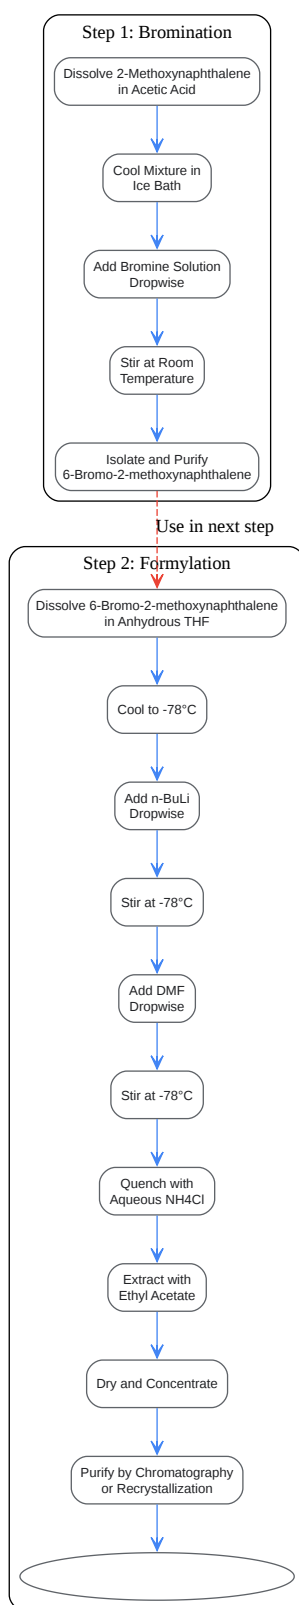 Step 1: Bromination
Dissolve 2-Methoxynaphthalene
in Acetic Acid
Cool Mixture in
Ice Bath
Add Bromine Solution
Dropwise
Stir at Room
Temperature
Isolate and Purify
6-Bromo-2-methoxynaphthalene
Use in next step
Step 2: Formylation
Dissolve 6-Bromo-2-methoxynaphthalene
in Anhydrous THF
Cool to -78°C
Add n-BuLi
Dropwise
Stir at -78°C
Add DMF
Dropwise
Stir at -78°C
Quench with
Aqueous NH4Cl
Extract with
Ethyl Acetate
Dry and Concentrate
Purify by Chromatography
or Recrystallization